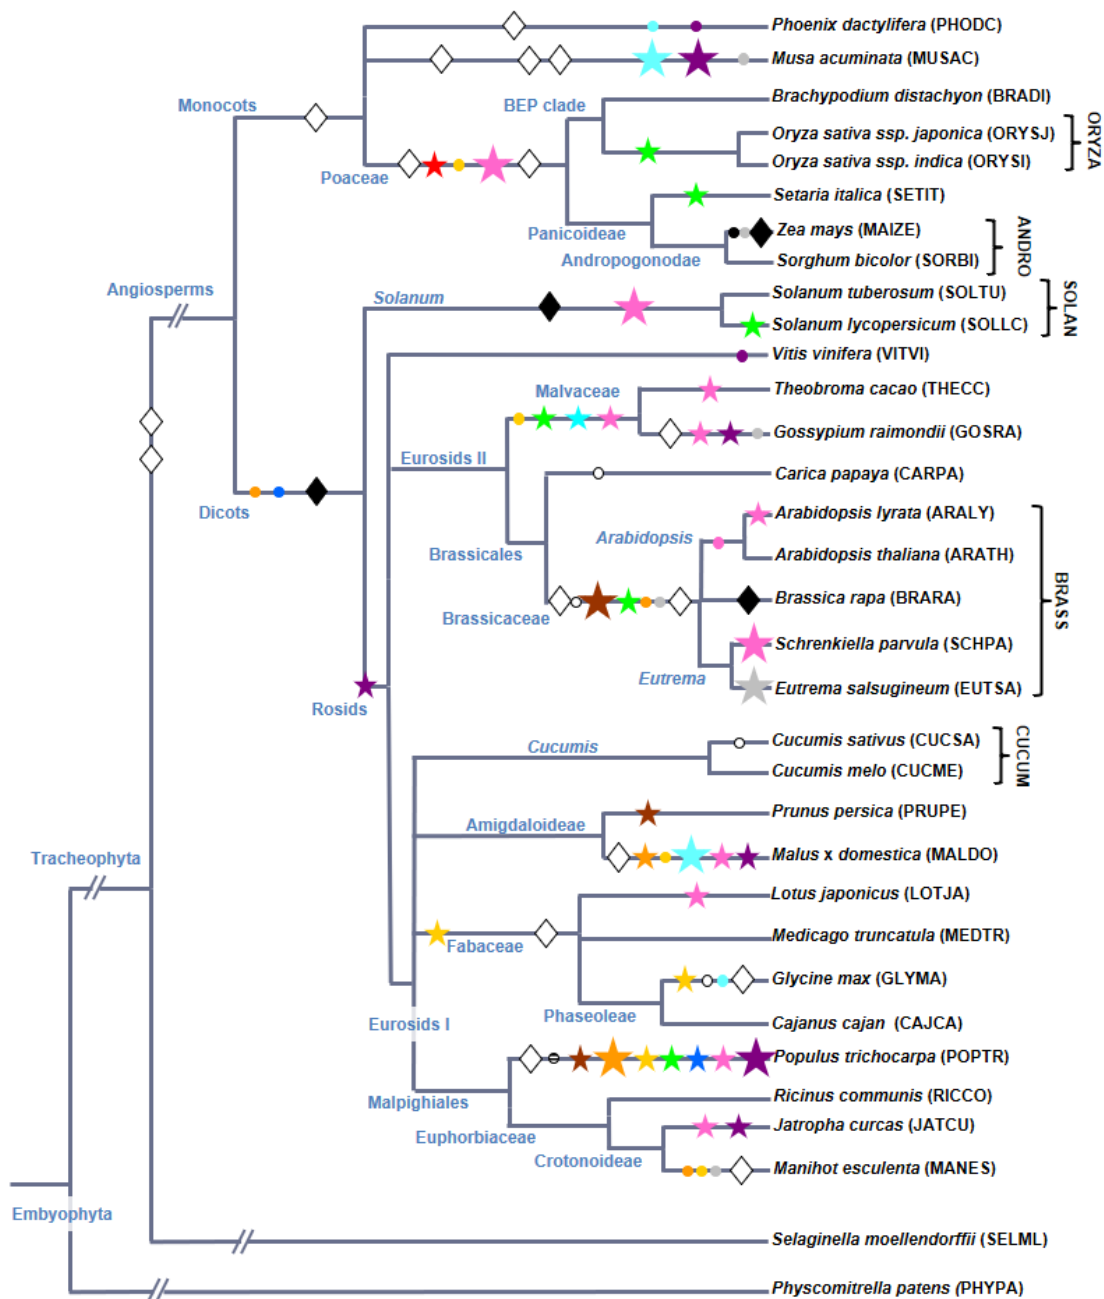 Phoenix dactylifera (PHODC)
Musa acuminata (MUSAC)
Monocots
BEP clade
Brachypodium distachyon (BRADI)
Oryza sativa ssp. japonica (ORYSJ)
Oryza sativa ssp. indica (ORYSI)
ORYZA
Poaceae
Setaria italica (SETIT)
Panicoideae
Zea mays (MAIZE)
Andropogonodae
Sorghum bicolor (SORBI)
ANDRO
Angiosperms
Solanum
Solanum tuberosum (SOLTU)
Solanum lycopersicum (SOLLC)
SOLAN
Vitis vinifera (VITVI)
Malvaceae
Theobroma cacao (THECC)
Gossypium raimondii (GOSRA)
Eurosids II
Carica papaya (CARPA)
Dicots
Arabidopsis lyrata (ARALY)
Arabidopsis
Brassicales
Arabidopsis thaliana (ARATH)
Brassica rapa (BRARA)
BRASS
Brassicaceae
Schrenkiella parvula (SCHPA)
Eutrema
Eutrema salsugineum (EUTSA)
Rosids
Cucumis
Cucumis sativus (CUCSA)
Cucumis melo (CUCME)
CUCUM
Prunus persica (PRUPE)
Amigdaloideae
Malus x domestica (MALDO)
Tracheophyta
Lotus japonicus (LOTJA)
Fabaceae
Medicago truncatula (MEDTR)
Glycine max (GLYMA)
Phaseoleae
Cajanus cajan (CAJCA)
Eurosids I
Populus trichocarpa (POPTR)
Malpighiales
Ricinus communis (RICCO)
Euphorbiaceae
Jatropha curcas (JATCU)
Crotonoideae
Manihot esculenta (MANES)
Embyophyta
Selaginella moellendorffii (SELML)
Physcomitrella patens (PHYPA)